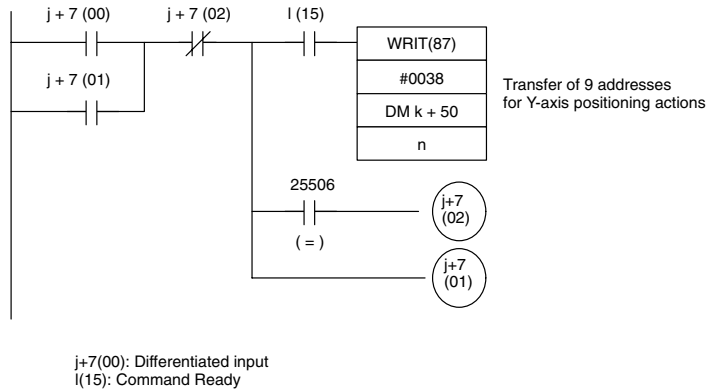 j + 7 (00) j + 7 (02) l (15)
WRIT(87)
#0038
DM k + 50
n
j + 7 (01)
Transfer of 9 addresses
for Y-axis positioning actions
25506
( = )
j+7
(02)
j+7
(01)
j+7(00): Differentiated input
l(15): Command Ready